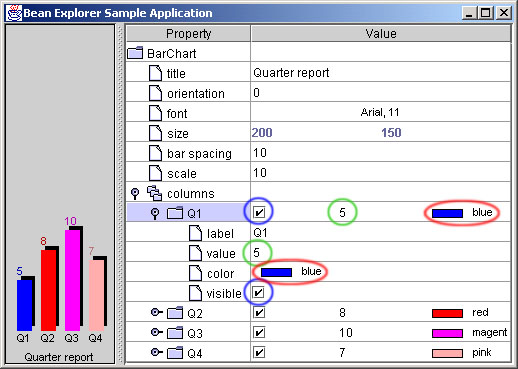 Bean Explorer Sample Application
Property Value
BarChart
title Quarter report
orientation 0
font Arial, 11
size 200 150
bar spacing 10
scale 10
columns
Q1 5 blue
label Q1
value 5
color blue
visible
Q2 8 red
Q3 10 magent
Q4 7 pink
10
8
7
5
Q1 Q2 Q3 Q4
Quarter report